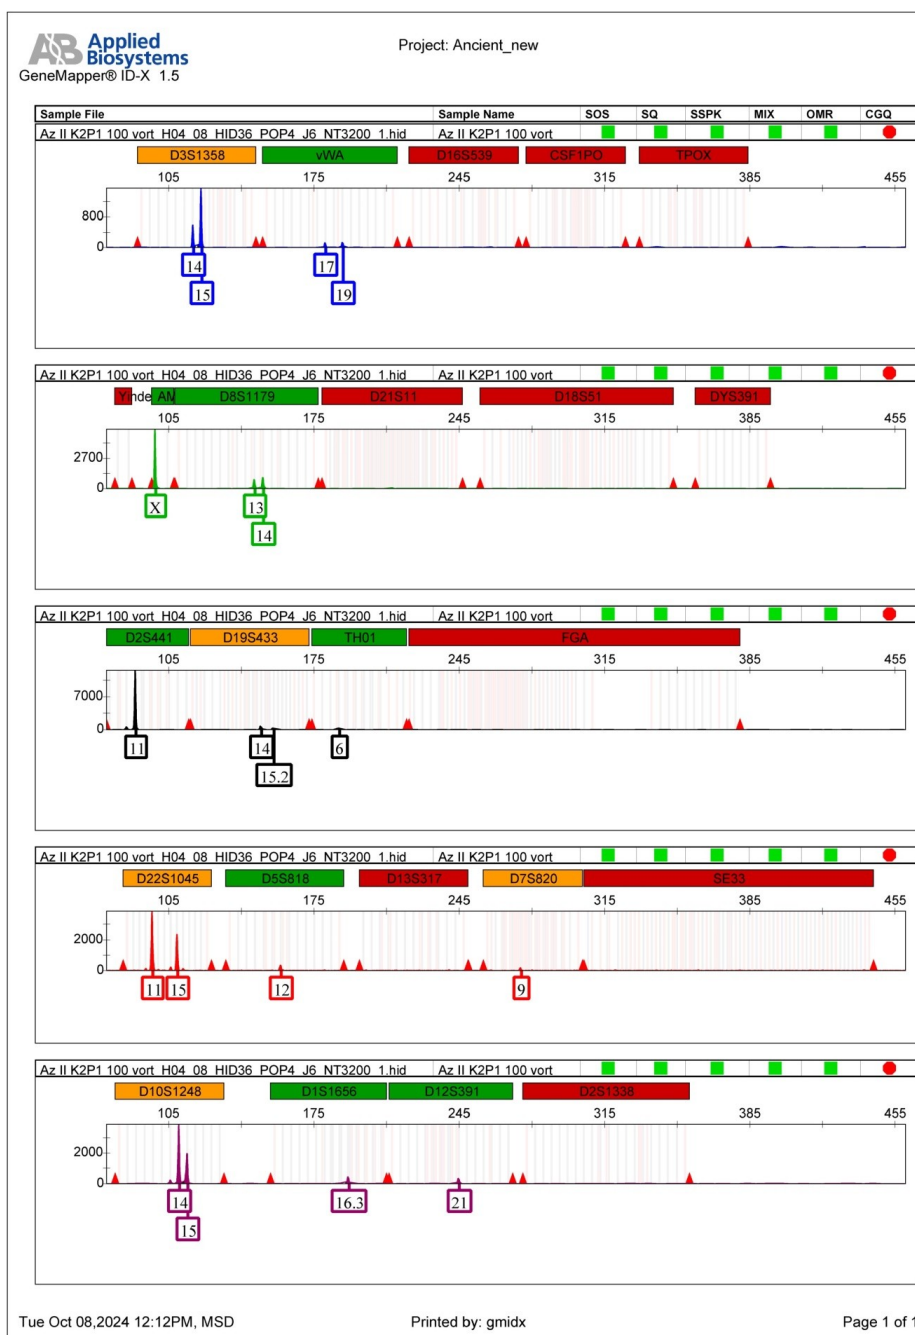 Applied
Biosystems
GeneMapper® ID-X 1.5
Project: Ancient_new
Sample File Sample Name SOS SQ SSPK MIX OMR CGQ
Az II K2P1 100 vort H04 08 HID36 POP4 J6 NT3200 1.hid Az II K2P1 100 vort
D3S1358 vWA D16S539 CSF1PO TPOX
105 175 245 315 385 455
800
0
14 17
15 19
Az II K2P1 100 vort H04 08 HID36 POP4 J6 NT3200 1.hid Az II K2P1 100 vort
Yinde AM D8S1179 D21S11 D18S51 DYS391
105 175 245 315 385 455
2700
0
X 13
14
Az II K2P1 100 vort H04 08 HID36 POP4 J6 NT3200 1.hid Az II K2P1 100 vort
D2S441 D19S433 TH01 FGA
105 175 245 315 385 455
7000
0
11 14 6
15.2
Az II K2P1 100 vort H04 08 HID36 POP4 J6 NT3200 1.hid Az II K2P1 100 vort
D22S1045 D5S818 D13S317 D7S820 SE33
105 175 245 315 385 455
2000
0
11 15 12 9
Az II K2P1 100 vort H04 08 HID36 POP4 J6 NT3200 1.hid Az II K2P1 100 vort
D10S1248 D1S1656 D12S391 D2S1338
105 175 245 315 385 455
2000
0
14 16.3 21
15
Tue Oct 08,2024 12:12PM, MSD Printed by: gmidx Page 1 of 1